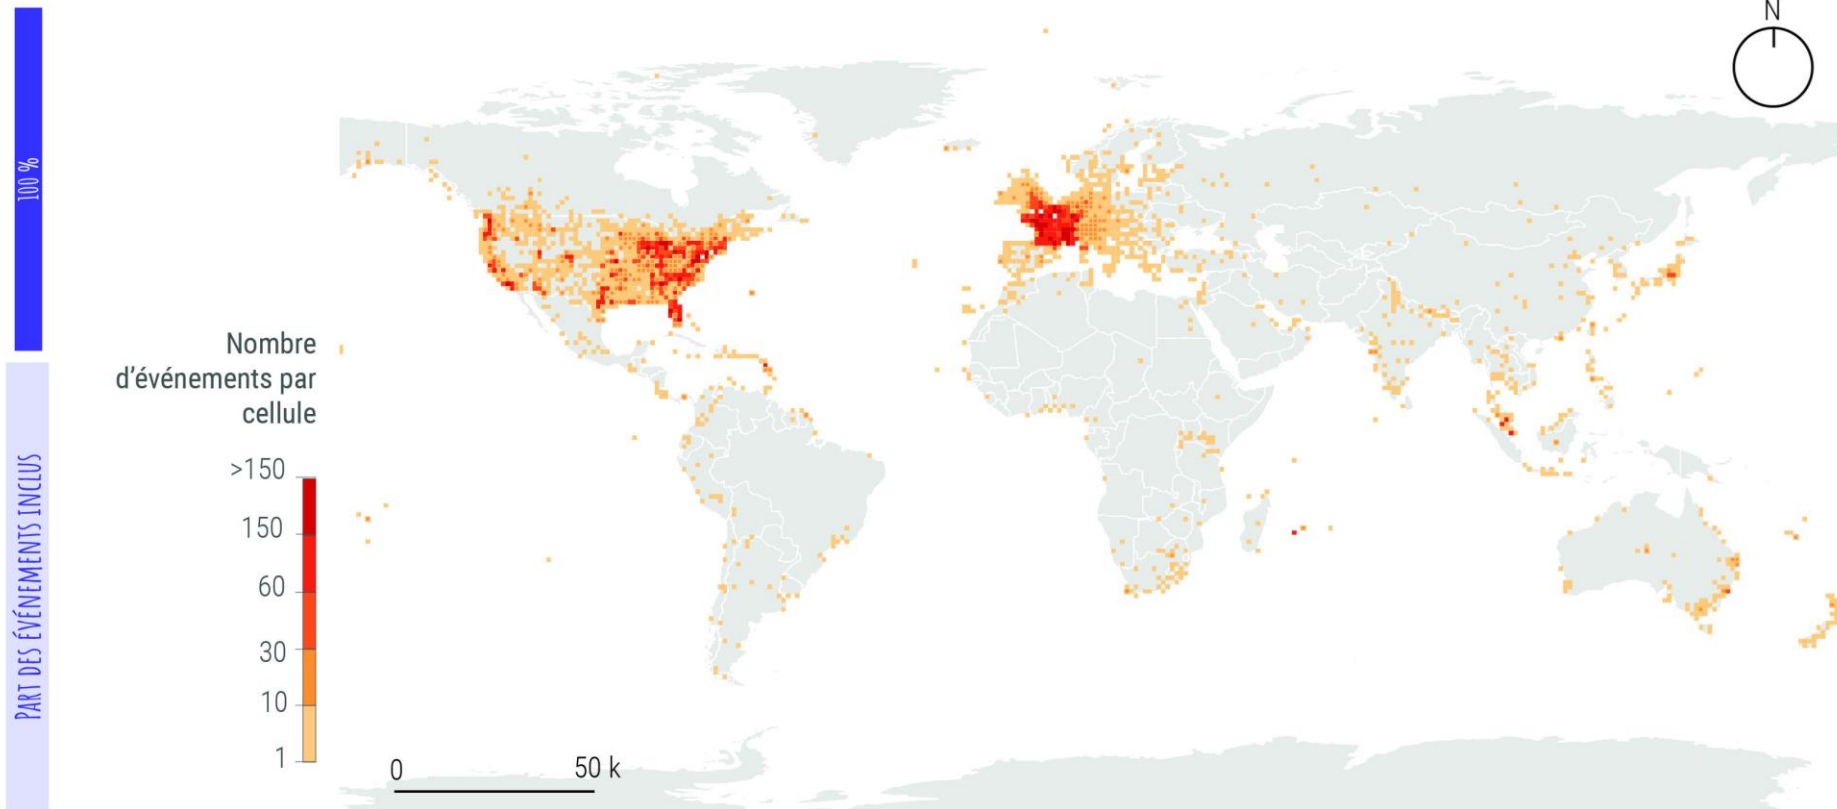 100 %
PART DES ÉVÉNEMENTS INCLUS
N
Nombre
d'événements par
cellule
>150
150
60
30
10
1
0
50 k